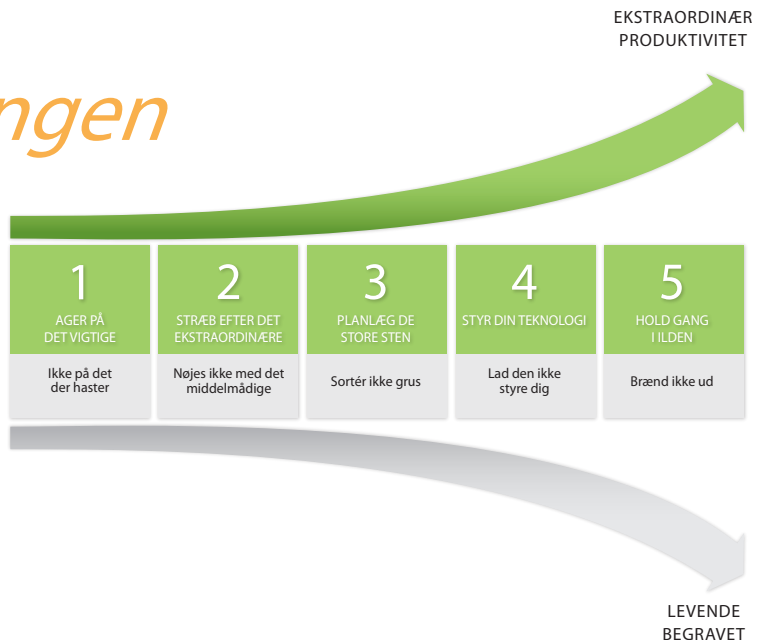 EKSTRAORDINÆR
PRODUKTIVITET
ngen
1
AGER PÅ
DET VIGTIGE
Ikke på det
der haster
2
STRÆB EFTER DET
EKSTRAORDINÆRE
Nøjes ikke med det
middelmådige
3
PLANLÆG DE
STORE STEN
Sortér ikke grus
4
STYR DIN TEKNOLOGI
Lad den ikke
styre dig
5
HOLD GANG
I ILDEN
Brænd ikke ud
LEVENDE
BEGRAVET